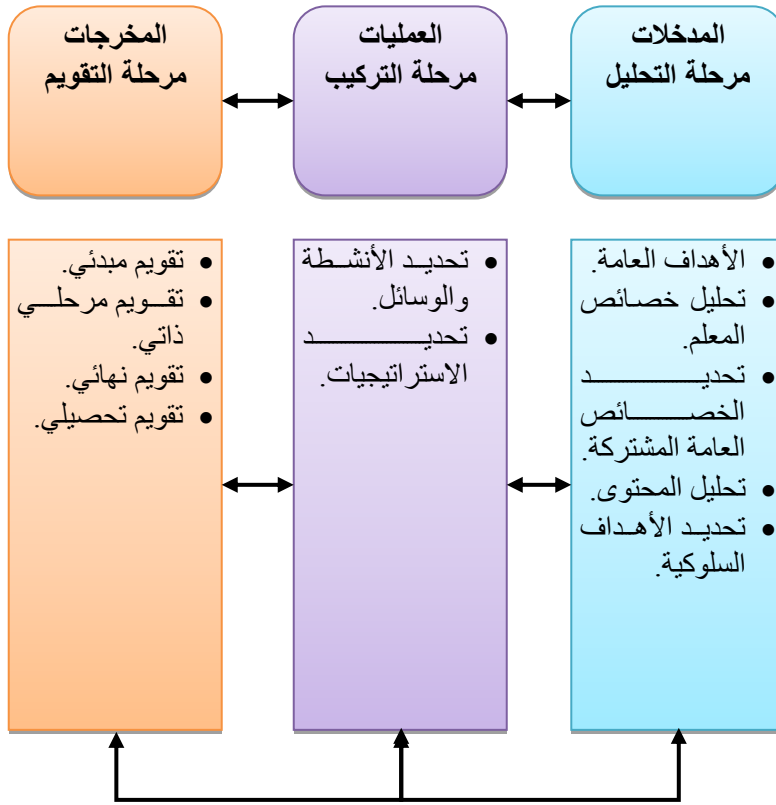 المدخلات
مرحلة التحليل
العمليات
مرحلة التركيب
المخرجات
مرحلة التقويم
• الأهداف العامة.
• تحليل خصائص
المعلم.
• تحديد
الخصائص
العامة المشتركة.
• تحليل المحتوى.
• تحديد الأهداف
السلوكية.
• تحديد الأنشطة
والوسائل.
• تحديد
الاستراتيجيات.
• تقويم مبدئي.
• تقويم مرحلي
ذاتي.
• تقويم نهائي.
• تقويم تحصيلي.